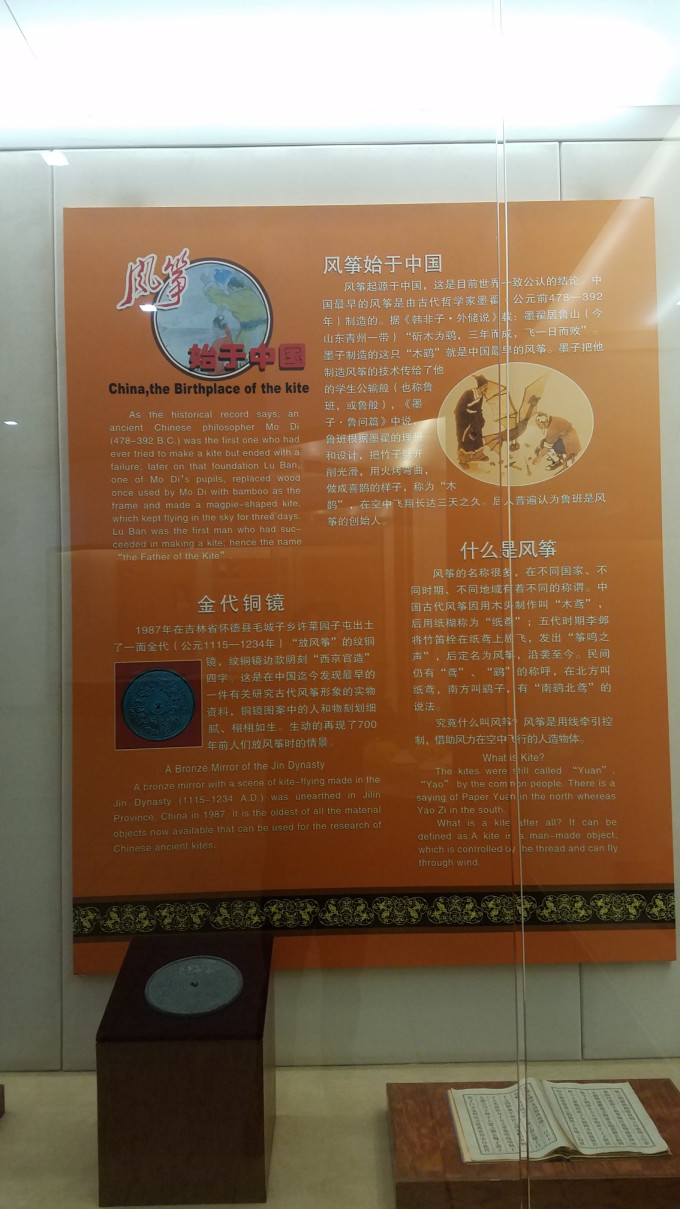 風筝
始于中国
China,the Birthplace of the kite
As the historical record says, an
ancient Chinese philosopher Mo Di
(478-392 B.C.) was the first one who had
ever tried to make a kite but ended with a
failure; later on that foundation Lu Ban,
one of Mo Di's pupils, replaced wood
once used by Mo Di with bamboo as the
frame and made a magpie-shaped kite,
which kept flying in the sky for three days.
Lu Ban was the first man who had suc-
ceeded in making a kite; hence the name
"the Father of the Kite".
风筝始于中国
风筝起源于中国，这是目前世界一致公认的结论。中
国最早的风筝是由古代哲学家墨翟（公元前478—392
年）制造的。据《韩非子·外储说》载：墨翟居鲁山（今
山东青州一带）“斫木为鹞，三年而成，飞一日而败”。
墨子制造的这只“木鹞”就是中国最早的风筝。墨子把他
制造风筝的技术传给了他
的学生公输般（也称鲁
班，或鲁般），《墨
子·鲁问篇》中说，
鲁班根据墨翟的理
和设计，把竹子
削光滑，用火烤弯曲，
做成喜鹊的样子，称为“木
鹊”，在空中飞翔长达三天之久。后人普遍认为鲁班是风
筝的创始人。
金代铜镜
1987年在吉林省怀德县毛城子乡许菜园子屯出土
了一面金代（公元1115—1234年）“放风筝”的纹铜
镜，纹铜镜边款阴刻“西京官造”
四字。这是在中国迄今发现最早的
一件有关研究古代风筝形象的实物
资料，铜镜图案中的人和物刻划细
腻、栩栩如生。生动的再现了700
年前人们放风筝时的情景。
A Bronze Mirror of the Jin Dynasty
A bronze mirror with a scene of kite-flying made in the
Jin Dynasty (1115-1234 A.D.) was unearthed in Jilin
Province, China in 1987. It is the oldest of all the material
objects now available that can be used for the research of
Chinese ancient kites.
什么是风筝
风筝的名称很多，在不同国家、不
同时期、不同地域有着不同的称谓。中
国古代风筝因用木头制作叫“木鸢”，
后用纸糊称为“纸鸢”；五代时期李邺
将竹笛栓在纸鸢上放飞，发出“筝鸣之
声”，后定名为风筝，沿袭至今。民间
仍有“鸢”、“鹞”的称呼，在北方叫
纸鸢，南方叫鹞子，有“南鹞北鸢”的
说法。
究竟什么叫风筝？风筝是用线牵引控
制，借助风力在空中飞行的人造物体。
What is Kite?
The kites were still called "Yuan",
"Yao" by the common people. There is a
saying of Paper Yuan in the north whereas
Yao Zi in the south.
What is a kite after all? It can be
defined as:A kite is a man-made object,
which is controlled by the thread and can fly
through wind.